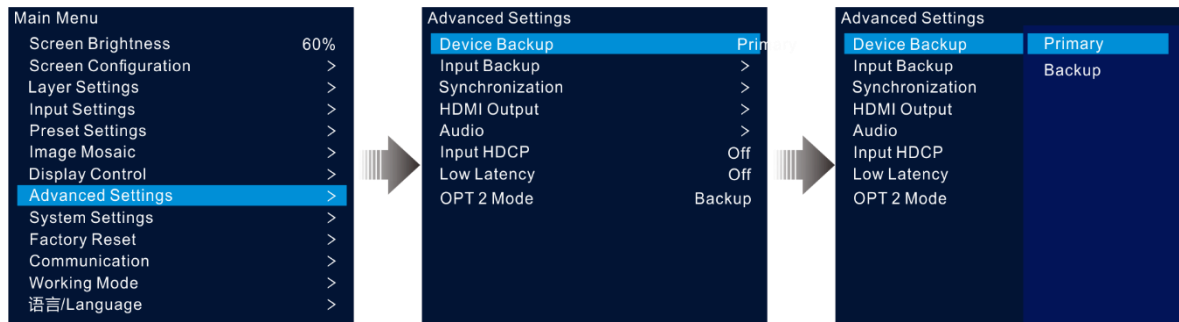 Main Menu
Screen Brightness 60%
Screen Configuration >
Layer Settings >
Input Settings >
Preset Settings >
Image Mosaic >
Display Control >
Advanced Settings >
System Settings >
Factory Reset >
Communication >
Working Mode >
语言/Language >
Advanced Settings
Device Backup Primary
Input Backup >
Synchronization >
HDMI Output >
Audio >
Input HDCP Off
Low Latency Off
OPT 2 Mode Backup
Advanced Settings
Device Backup Primary
Input Backup Backup
Synchronization
HDMI Output
Audio
Input HDCP
Low Latency
OPT 2 Mode